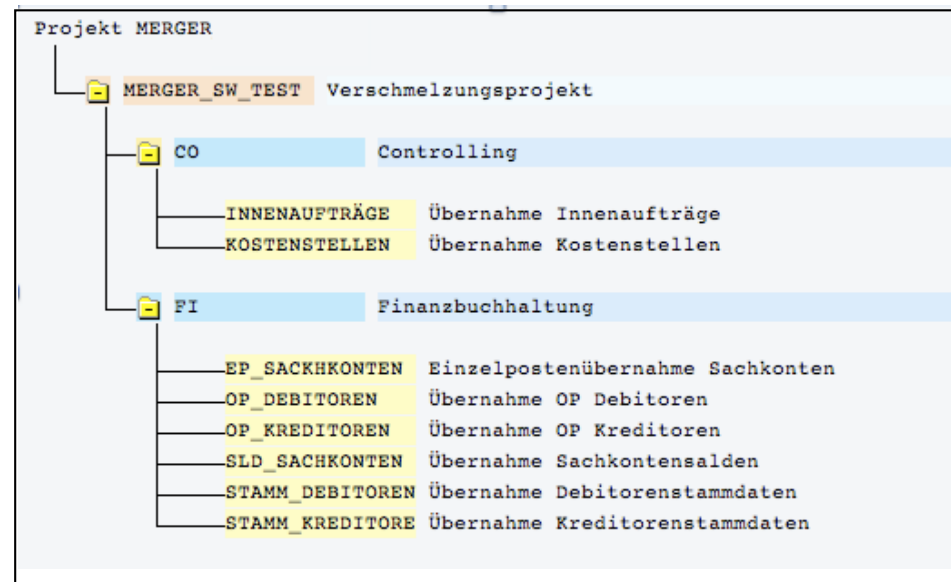 Projekt MERGER
MERGER_SW_TEST Verschmelzungsprojekt
CO Controlling
INNENAUFTRÄGE Übernahme Innenaufträge
KOSTENSTELLEN Übernahme Kostenstellen
FI Finanzbuchhaltung
EP_SACKHKONTEN Einzelpostenübernahme Sachkonten
OP_DEBITOREN Übernahme OP Debitoren
OP_KREDITOREN Übernahme OP Kreditoren
SLD_SACHKONTEN Übernahme Sachkontensalden
STAMM_DEBITOREN Übernahme Debitorenstammdaten
STAMM_KREDITORE Übernahme Kreditorenstammdaten